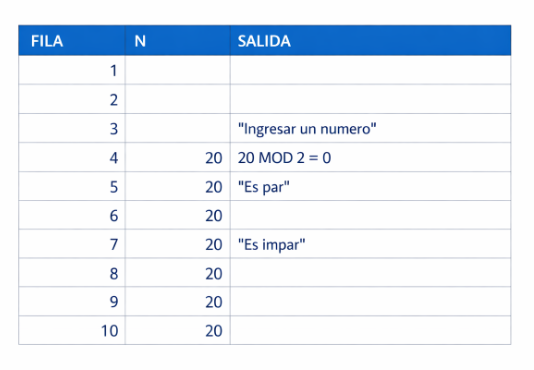 FILA N SALIDA
1
2
3 "Ingresar un numero"
4 20 20 MOD 2 = 0
5 20 "Es par"
6 20
7 20 "Es impar"
8 20
9 20
10 20